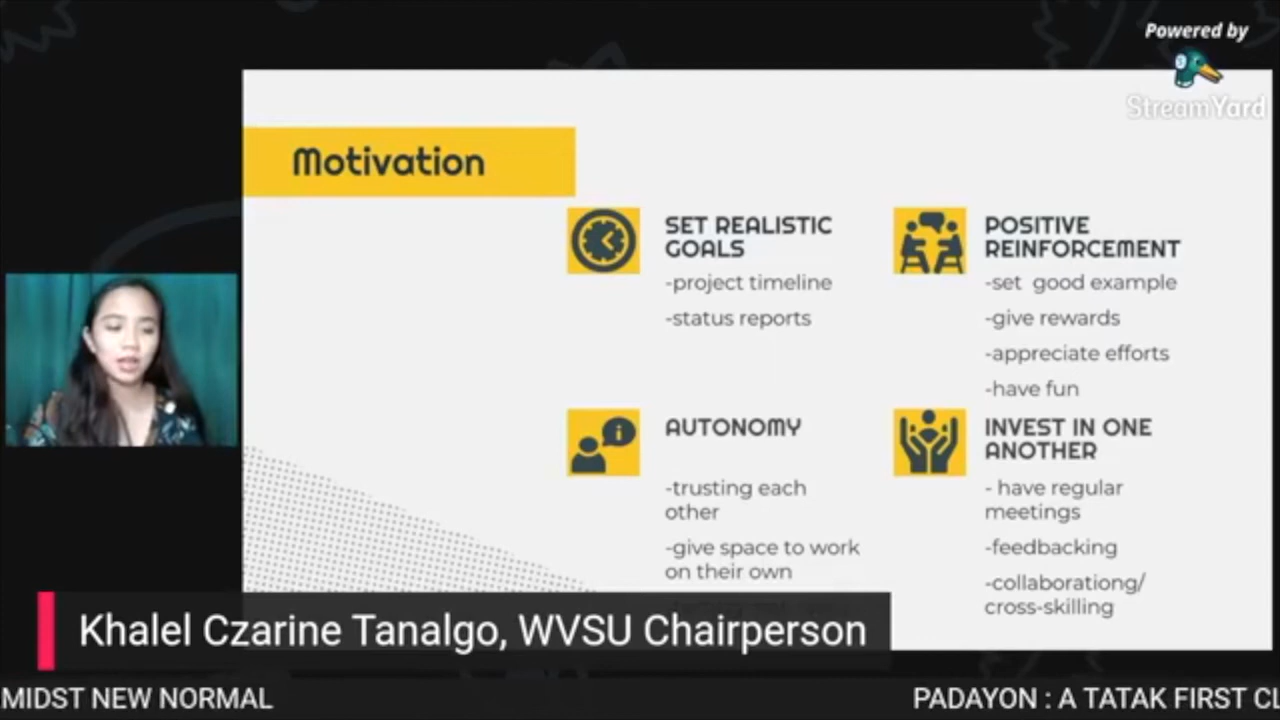 Powered by
StreamYard
Motivation
SET REALISTIC
GOALS
-project timeline
-status reports
POSITIVE
REINFORCEMENT
-set good example
-give rewards
-appreciate efforts
-have fun
AUTONOMY
-trusting each
other
-give space to work
on their own
INVEST IN ONE
ANOTHER
- have regular
meetings
-feedbacking
-collaborationg/
cross-skilling
Khalel Czarine Tanalgo, WVSU Chairperson
MIDST NEW NORMAL
PADAYON : A TATAK FIRST CL